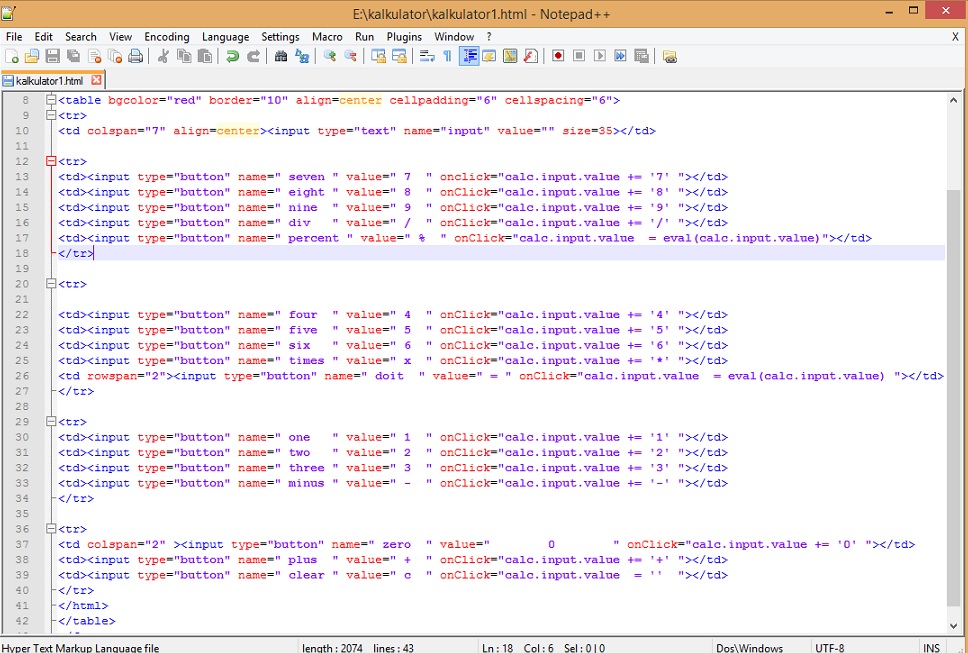 E:\kalkulator\kalkulator1.html - Notepad++
File Edit Search View Encoding Language Settings Macro Run Plugins Window ? X
kalkulator1.html
8 <table bgcolor="red" border="10" align=center cellpadding="6" cellspacing="6">
9 <tr>
10 <td colspan="7" align=center><input type="text" name="input" value="" size=35></td>
11
12 <tr>
13 <td><input type="button" name=" seven " value=" 7  " onclick="calc.input.value += '7' "></td>
14 <td><input type="button" name=" eight " value=" 8  " onClick="calc.input.value += '8' "></td>
15 <td><input type="button" name=" nine  " value=" 9  " onClick="calc.input.value += '9' "></td>
16 <td><input type="button" name=" div   " value=" /  " onClick="calc.input.value += '/' "></td>
17 <td><input type="button" name=" percent " value=" %  " onClick="calc.input.value  = eval(calc.input.value)"></td>
18 </tr>
19
20 <tr>
21
22 <td><input type="button" name=" four  " value=" 4  " onClick="calc.input.value += '4' "></td>
23 <td><input type="button" name=" five  " value=" 5  " onClick="calc.input.value += '5' "></td>
24 <td><input type="button" name=" six   " value=" 6  " onClick="calc.input.value += '6' "></td>
25 <td><input type="button" name=" times " value=" x  " onClick="calc.input.value += '*' "></td>
26 <td rowspan="2"><input type="button" name=" doit  " value=" = " onClick="calc.input.value  = eval(calc.input.value) "></td>
27 </tr>
28
29 <tr>
30 <td><input type="button" name=" one   " value=" 1  " onClick="calc.input.value += '1' "></td>
31 <td><input type="button" name=" two   " value=" 2  " onClick="calc.input.value += '2' "></td>
32 <td><input type="button" name=" three " value=" 3  " onClick="calc.input.value += '3' "></td>
33 <td><input type="button" name=" minus " value=" -  " onClick="calc.input.value += '-' "></td>
34 </tr>
35
36 <tr>
37 <td colspan="2" ><input type="button" name=" zero  " value="        0        " onClick="calc.input.value += '0' "></td>
38 <td><input type="button" name=" plus  " value=" +  " onClick="calc.input.value += '+' "></td>
39 <td><input type="button" name=" clear " value=" c  " onClick="calc.input.value  = ''  "></td>
40 </tr>
41 </html>
42 </table>
Hyper Text Markup Language file length : 2074 lines : 43 Ln : 18 Col : 6 Sel : 0 | 0 Dos\Windows UTF-8 INS